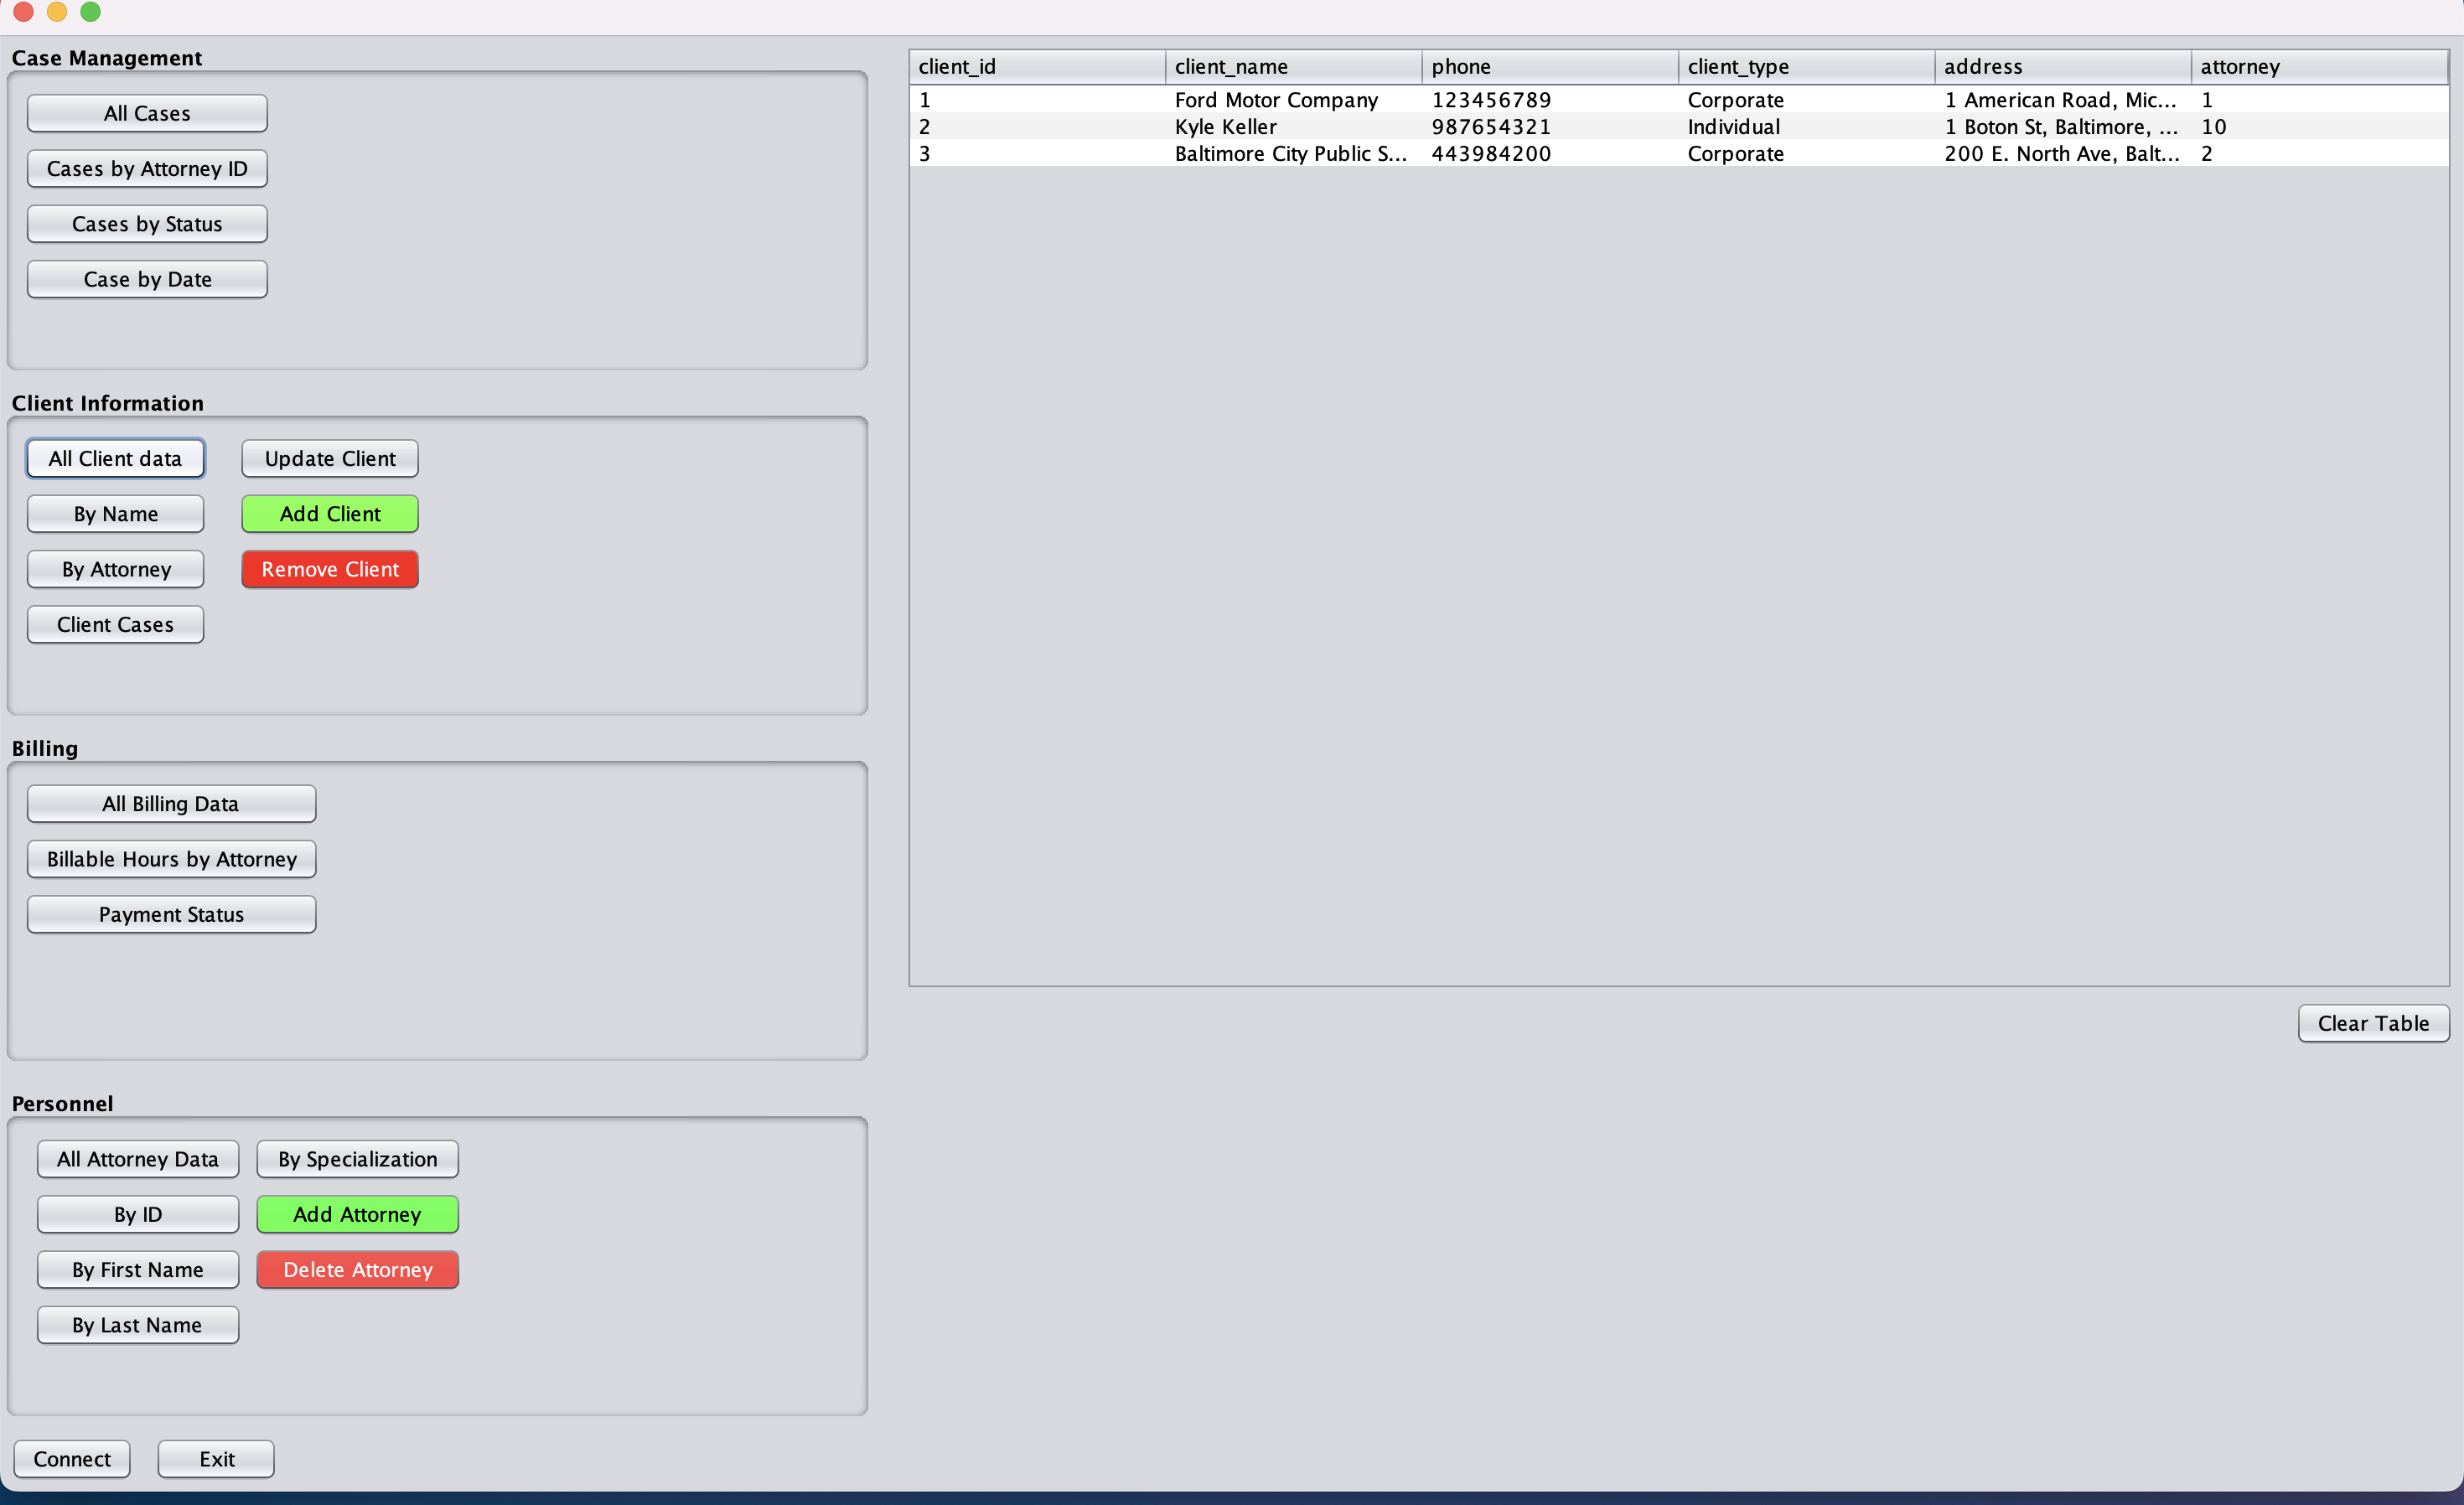 Case Management
All Cases
Cases by Attorney ID
Cases by Status
Case by Date
Client Information
All Client data Update Client
By Name Add Client
By Attorney Remove Client
Client Cases
Billing
All Billing Data
Billable Hours by Attorney
Payment Status
Personnel
All Attorney Data By Specialization
By ID Add Attorney
By First Name Delete Attorney
By Last Name
Connect Exit
client_id client_name phone client_type address attorney
1 Ford Motor Company 123456789 Corporate 1 American Road, Mic... 1
2 Kyle Keller 987654321 Individual 1 Boton St, Baltimore, ... 10
3 Baltimore City Public S... 443984200 Corporate 200 E. North Ave, Balt... 2
Clear Table